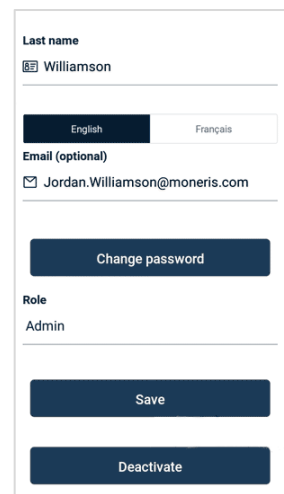 Last name
Williamson
English Français
Email (optional)
Jordan.Williamson@moneris.com
Change password
Role
Admin
Save
Deactivate